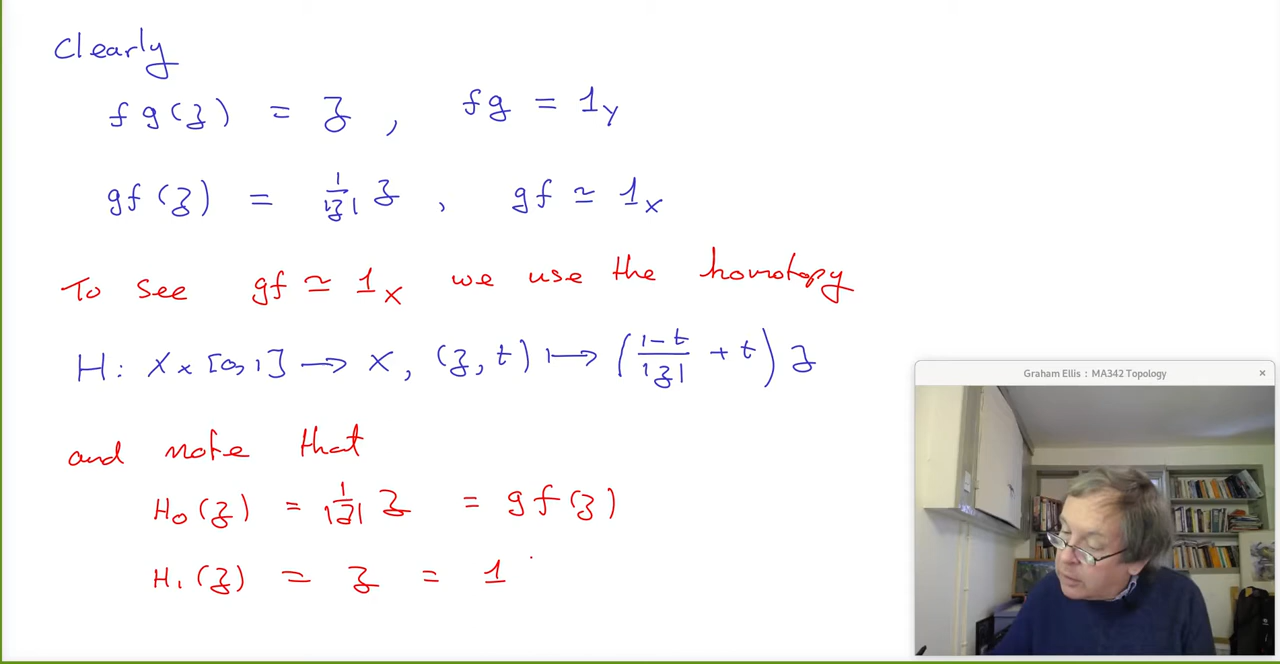 Clearly
fg(z) = z , fg = 1_Y
gf(z) = 1/|z| z , gf ≃ 1_X
To see gf ≃ 1_X we use the homotopy
H: X × [0,1] → X, (z, t) ↦ ((1-t)/|z| + t) z
Graham Ellis : MA342 Topology
and note that
H₀(z) = 1/|z| z = gf(z)
H₁(z) = z = 1